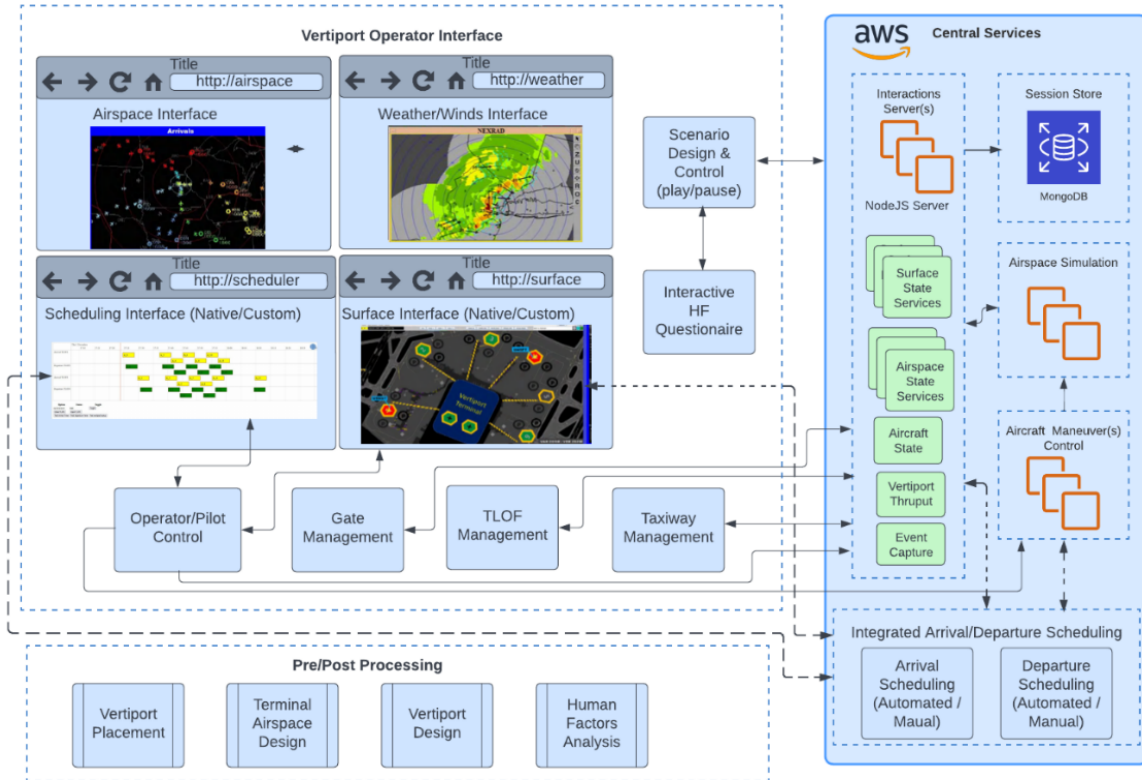 Vertiport Operator Interface
Title
http://airspace
Airspace Interface
Arrivals
Title
http://weather
Weather/Winds Interface
NEXRAD
Title
http://scheduler
Scheduling Interface (Native/Custom)
Title
http://surface
Surface Interface (Native/Custom)
Vertiport
Terminal
Scenario
Design &
Control
(play/pause)
Interactive
HF
Questionaire
Operator/Pilot
Control
Gate
Management
TLOF
Management
Taxiway
Management
Pre/Post Processing
Vertiport
Placement
Terminal
Airspace
Design
Vertiport
Design
Human
Factors
Analysis
aws
Central Services
Interactions
Server(s)
NodeJS Server
Session Store
MongoDB
Surface
State
Services
Airspace
State
Services
Aircraft
State
Vertiport
Thruput
Event
Capture
Airspace Simulation
Aircraft Maneuver(s)
Control
Integrated Arrival/Departure Scheduling
Arrival
Scheduling
(Automated /
Maual)
Departure
Scheduling
(Automated /
Manual)